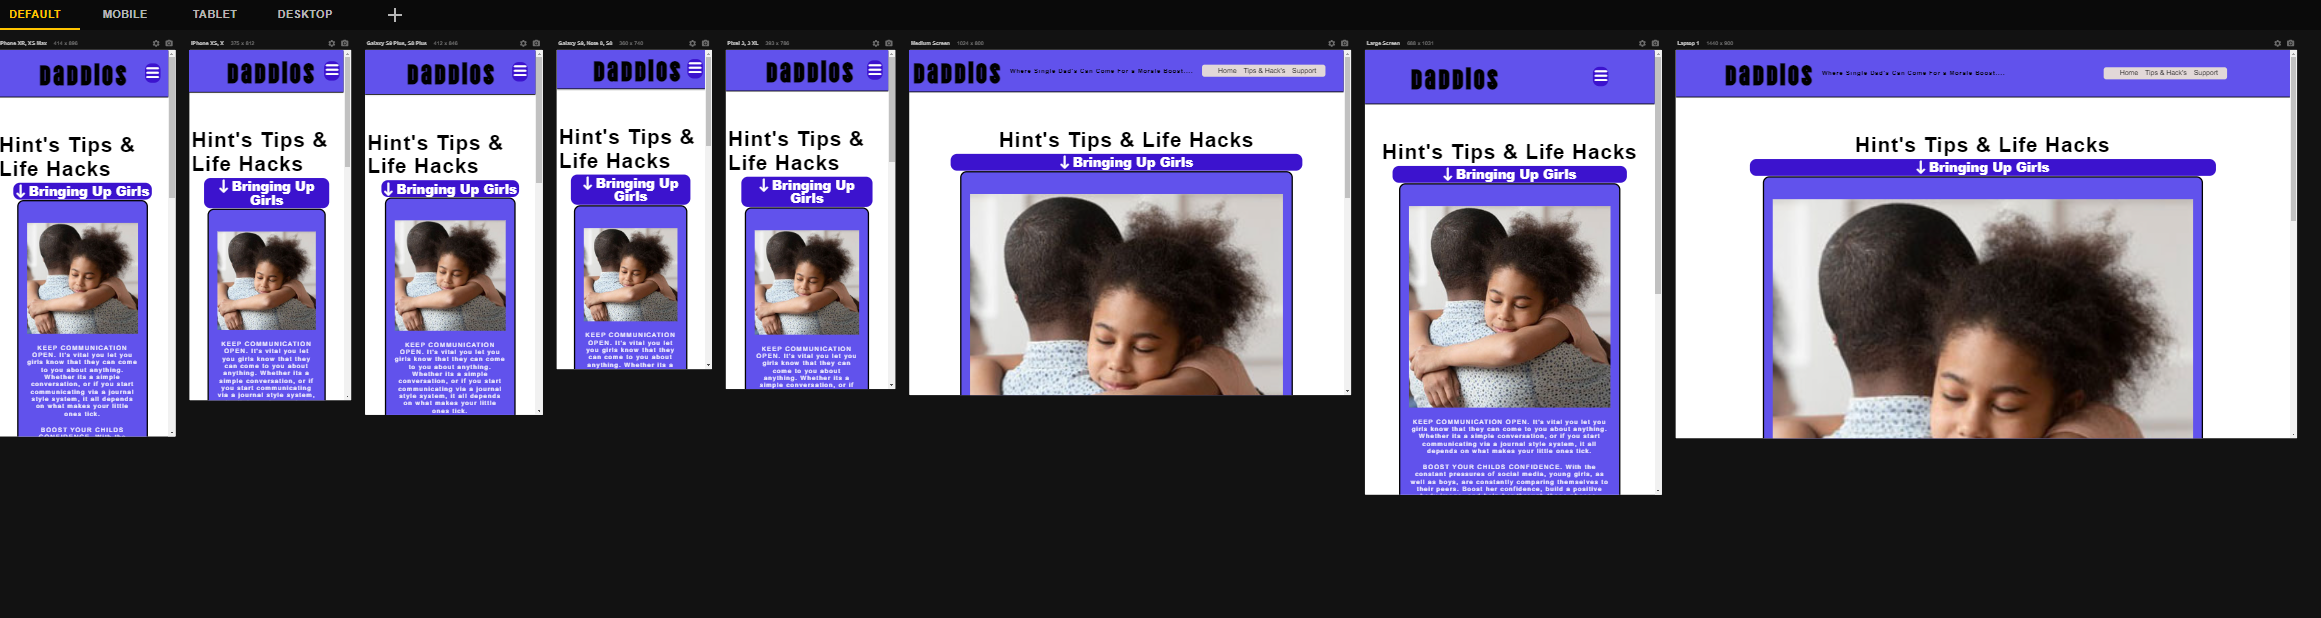 DEFAULT MOBILE TABLET DESKTOP
iPhone XR, XS Max 414 x 896
DaDDIOS
Hint's Tips &
Life Hacks
↓ Bringing Up Girls
KEEP COMMUNICATION
OPEN. It's vital you let you
girls know that they can come
to you about anything.
Whether its a simple
conversation, or if you start
communicating via a journal
style system, it all depends
on what makes your little
ones tick.
BOOST YOUR CHILDS
CONFIDENCE. With the
iPhone XS, X 375 x 812
DaDDIOS
Hint's Tips &
Life Hacks
↓ Bringing Up
Girls
KEEP COMMUNICATION
OPEN. It's vital you let
you girls know that they
can come to you about
anything. Whether its a
simple conversation, or if
you start communicating
via a journal style system,
Galaxy S9 Plus, S8 Plus 412 x 846
DaDDIOS
Hint's Tips &
Life Hacks
↓ Bringing Up Girls
KEEP COMMUNICATION
OPEN. It's vital you let you
girls know that they can come
to you about anything.
Whether its a simple
conversation, or if you start
communicating via a journal
style system, it all depends
on what makes your little
ones tick.
Galaxy S9, Note 8, S8 360 x 740
DaDDIOS
Hint's Tips &
Life Hacks
↓ Bringing Up
Girls
KEEP COMMUNICATION
OPEN. It's vital you let
you girls know that they
can come to you about
anything. Whether its a
Pixel 3, 3 XL 393 x 786
DaDDIOS
Hint's Tips &
Life Hacks
↓ Bringing Up
Girls
KEEP COMMUNICATION
OPEN. It's vital you let you
girls know that they can
come to you about
anything. Whether its a
simple conversation, or if
Medium Screen 1024 x 800
DaDDIOS Where Single Dad's Can Come For a Morale Boost.... Home Tips & Hack's Support
Hint's Tips & Life Hacks
↓ Bringing Up Girls
Large Screen
DaDDIOS
Hint's Tips & Life Hacks
↓ Bringing Up Girls
KEEP COMMUNICATION OPEN. It's vital you let you
girls know that they can come to you about anything.
Whether its a simple conversation, or if you start
communicating via a journal style system, it all
depends on what makes your little ones tick.
BOOST YOUR CHILDS CONFIDENCE. With the
constant pressures of social media, young girls, as
well as boys, are constantly comparing themselves to
their peers. Boost her confidence, build a positive
Laptop 1 1440 x 900
DaDDIOS Where Single Dad's Can Come For a Morale Boost.... Home Tips & Hack's Support
Hint's Tips & Life Hacks
↓ Bringing Up Girls